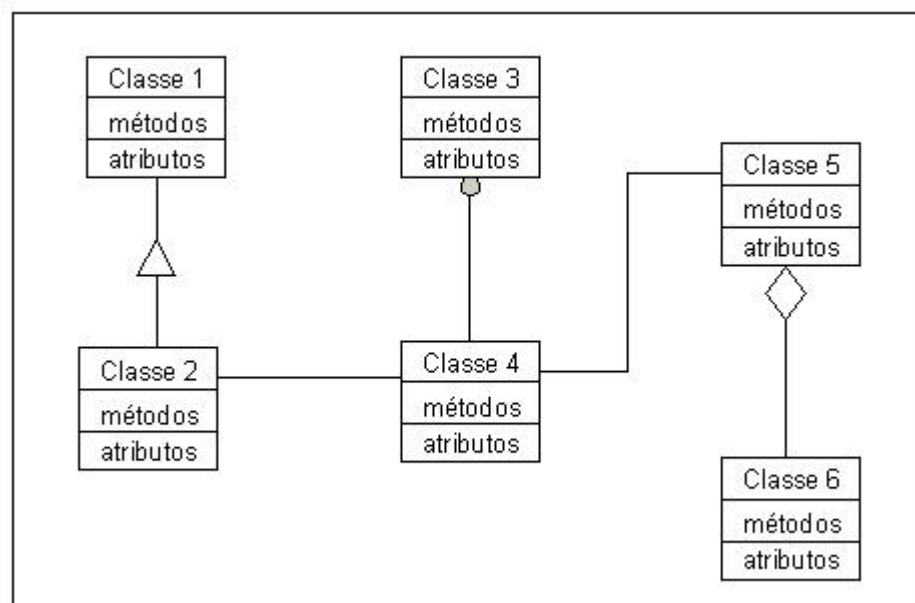 Classe 1
métodos
atributos
Classe 3
métodos
atributos
Classe 5
métodos
atributos
Classe 2
métodos
atributos
Classe 4
métodos
atributos
Classe 6
métodos
atributos